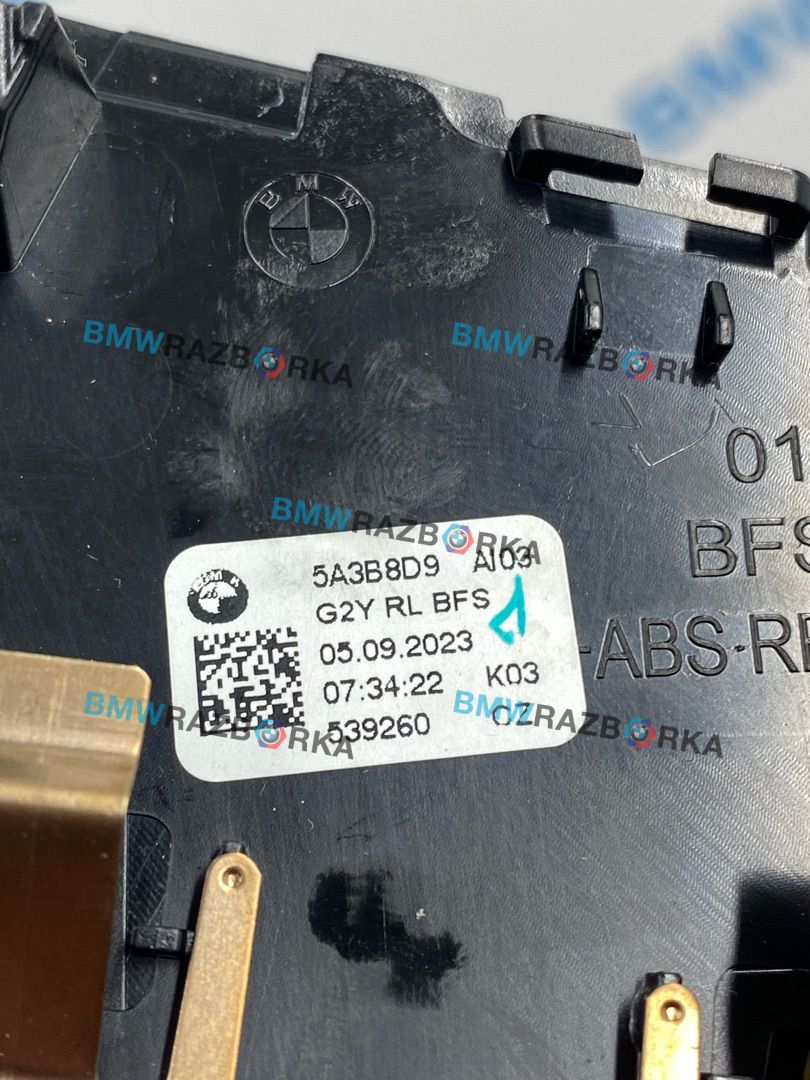 BMW
BMW
BMWRAZBORKA
BMWRAZBORKA
01
BFS
BMWRAZBORKA
5A3B8D9 AI03
G2Y RL BFS
05.09.2023
-ABS-
07:34:22 K03
BMWRAZBORKA
BMWRAZBORKA
539260 CZ